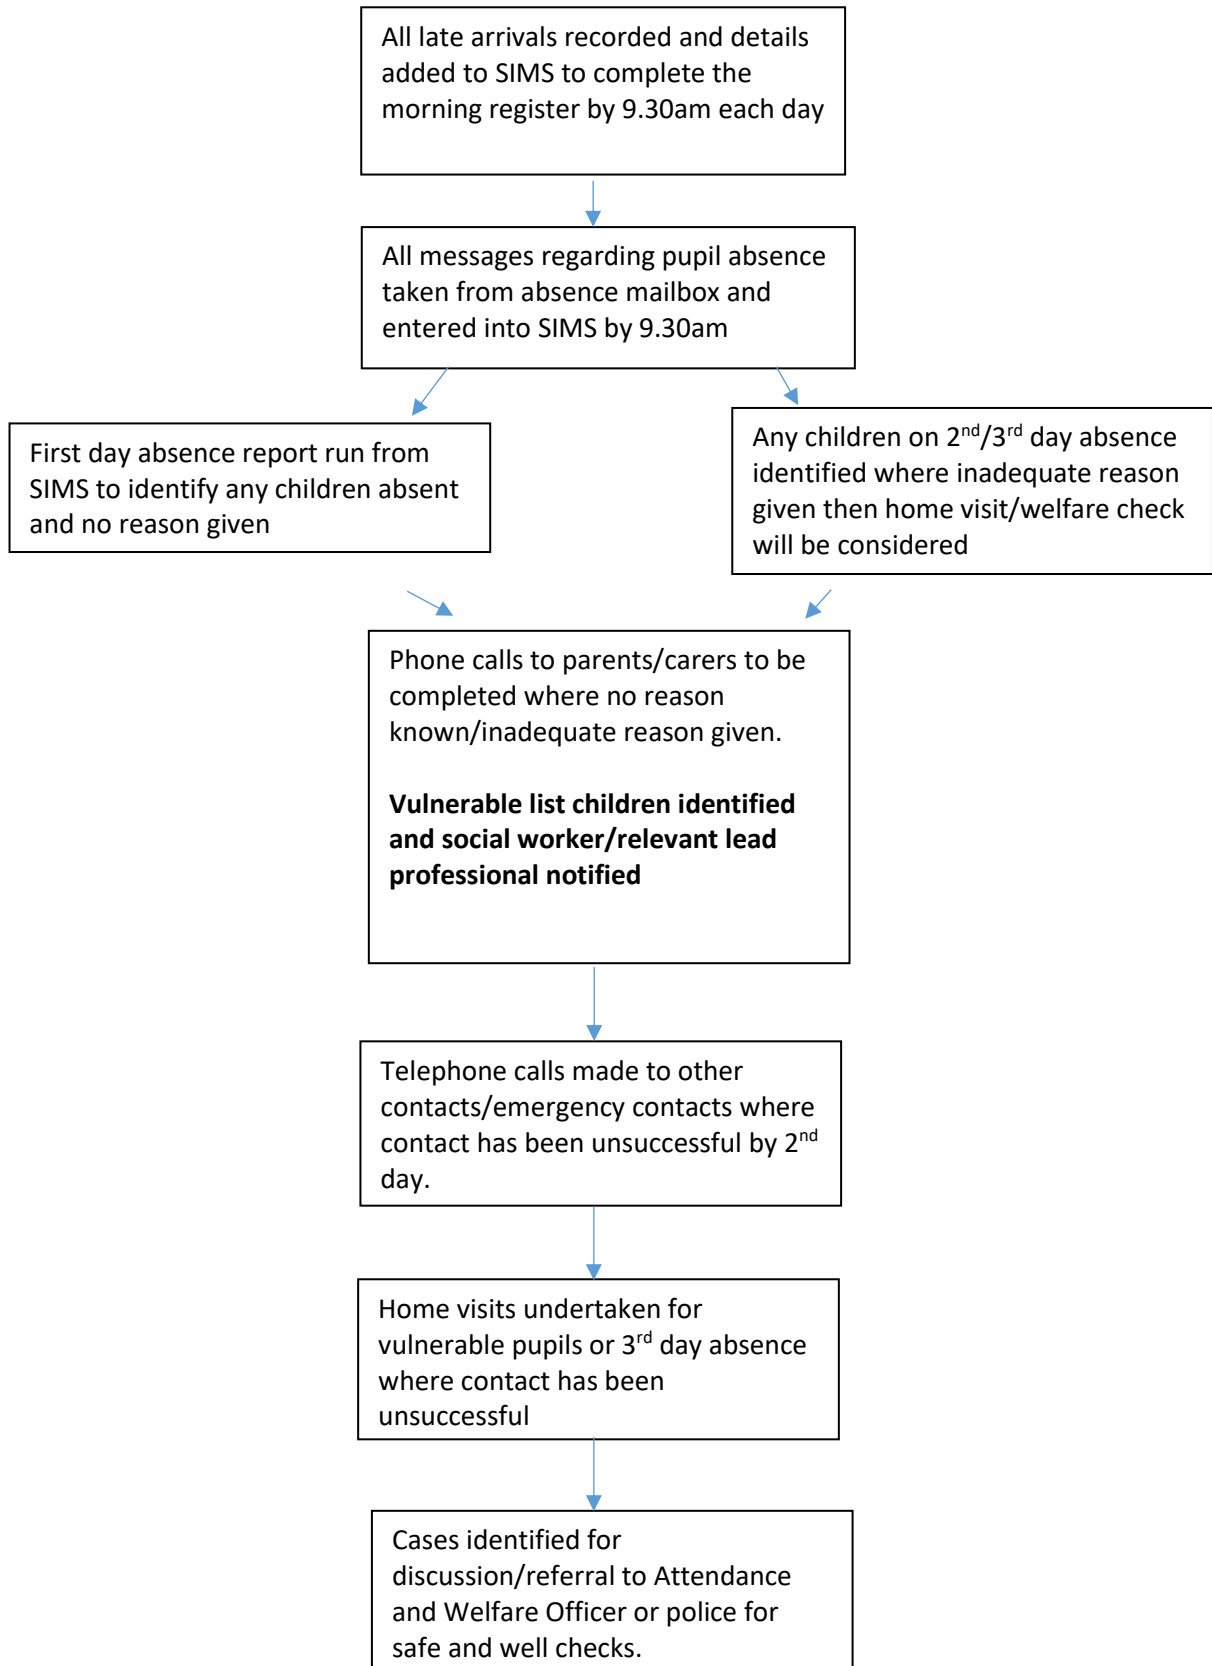 All late arrivals recorded and details
added to SIMS to complete the
morning register by 9.30am each day
All messages regarding pupil absence
taken from absence mailbox and
entered into SIMS by 9.30am
First day absence report run from
SIMS to identify any children absent
and no reason given
Any children on 2nd/3rd day absence
identified where inadequate reason
given then home visit/welfare check
will be considered
Phone calls to parents/carers to be
completed where no reason
known/inadequate reason given.
Vulnerable list children identified
and social worker/relevant lead
professional notified
Telephone calls made to other
contacts/emergency contacts where
contact has been unsuccessful by 2nd
day.
Home visits undertaken for
vulnerable pupils or 3rd day absence
where contact has been
unsuccessful
Cases identified for
discussion/referral to Attendance
and Welfare Officer or police for
safe and well checks.